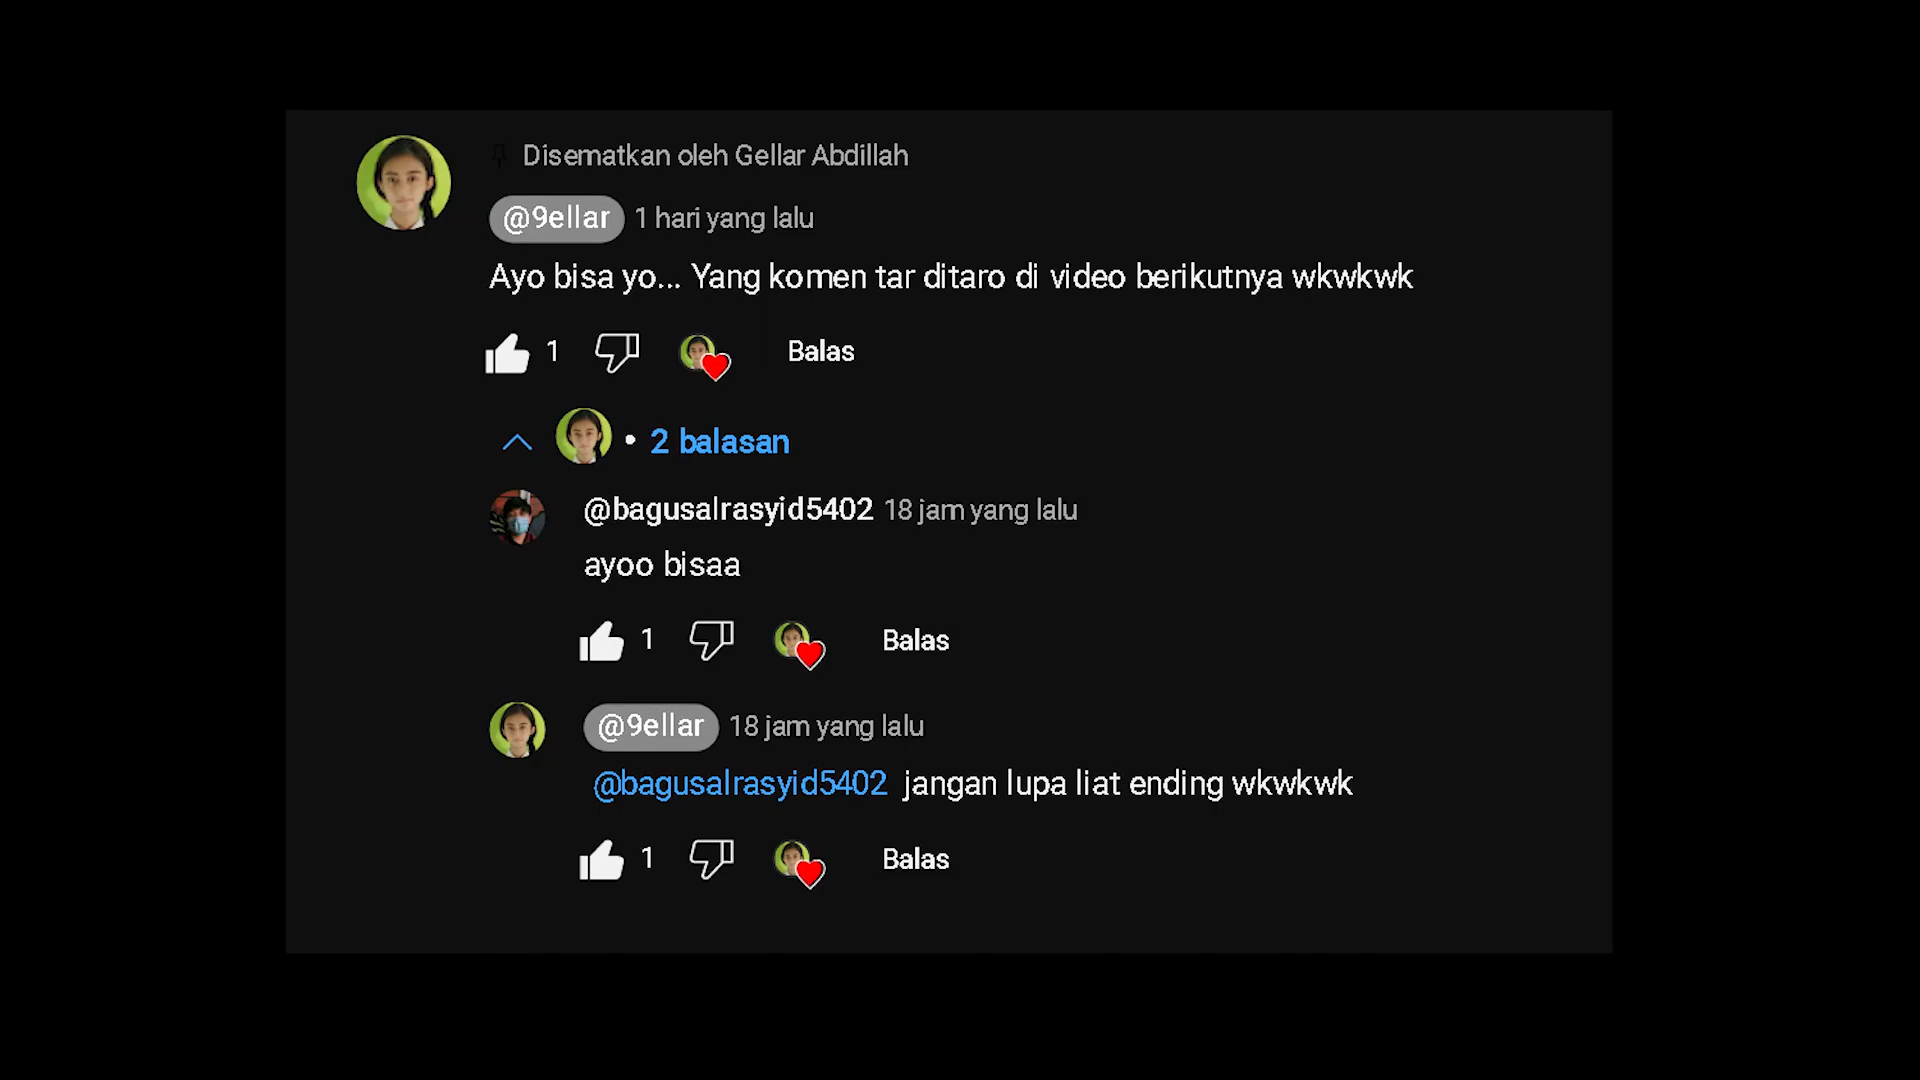 Disematkan oleh Gellar Abdillah
@9ellar 1 hari yang lalu
Ayo bisa yo... Yang komen tar ditaro di video berikutnya wkwkwk
1 Balas
• 2 balasan
@bagusalrasyid5402 18 jam yang lalu
ayoo bisaa
1 Balas
@9ellar 18 jam yang lalu
@bagusalrasyid5402 jangan lupa liat ending wkwkwk
1 Balas